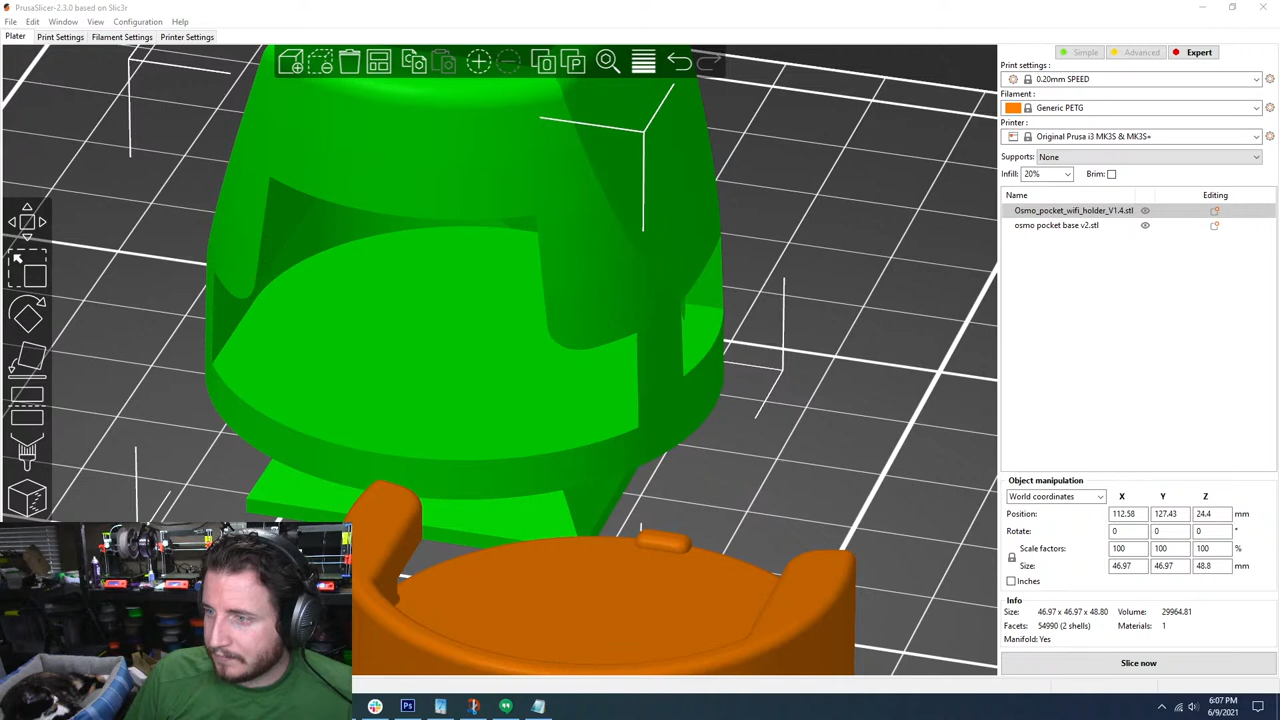 PrusaSlicer-2.3.0 based on Slic3r
File Edit Window View Configuration Help
Plater Print Settings Filament Settings Printer Settings
Simple Advanced Expert
Print settings :
0.20mm SPEED
Filament :
Generic PETG
Printer :
Original Prusa i3 MK3S & MK3S+
Supports: None
Infill: 20% Brim:
Name Editing
Osmo_pocket_wifi_holder_V1.4.stl
osmo pocket base v2.stl
Object manipulation
World coordinates X Y Z
Position: 112.58 127.43 24.4 mm
Rotate: 0 0 0 °
Scale factors: 100 100 100 %
Size: 46.97 46.97 48.8 mm
Inches
Info
Size: 46.97 x 46.97 x 48.80 Volume: 29964.81
Facets: 54990 (2 shells) Materials: 1
Manifold: Yes
Slice now
Ps
6:07 PM
6/9/2021